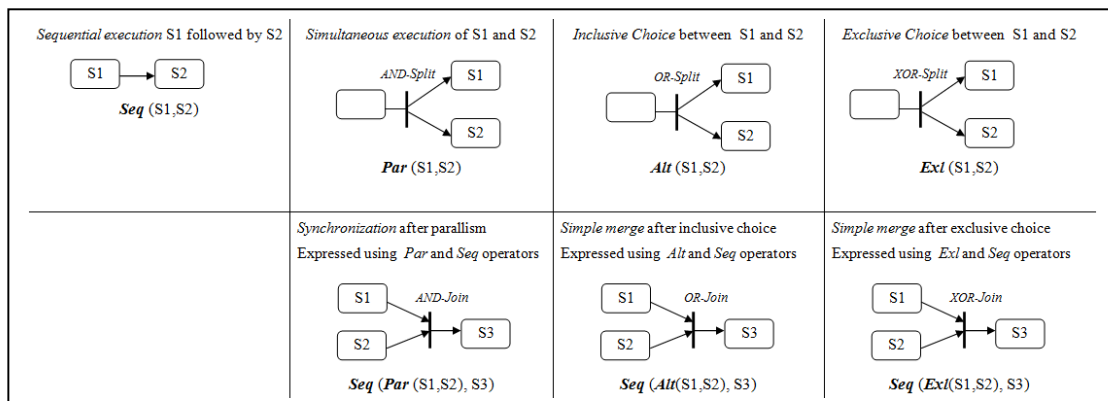 Sequential execution S1 followed by S2
S1
S2
Seq (S1,S2)
Simultaneous execution of S1 and S2
AND-Split
S1
S2
Par (S1,S2)
Inclusive Choice between S1 and S2
OR-Split
S1
S2
Alt (S1,S2)
Exclusive Choice between S1 and S2
XOR-Split
S1
S2
Exl (S1,S2)
Synchronization after parallism
Expressed using Par and Seq operators
S1
AND-Join
S2
S3
Seq (Par (S1,S2), S3)
Simple merge after inclusive choice
Expressed using Alt and Seq operators
S1
OR-Join
S2
S3
Seq (Alt(S1,S2), S3)
Simple merge after exclusive choice
Expressed using Exl and Seq operators
S1
XOR-Join
S2
S3
Seq (Exl(S1,S2), S3)